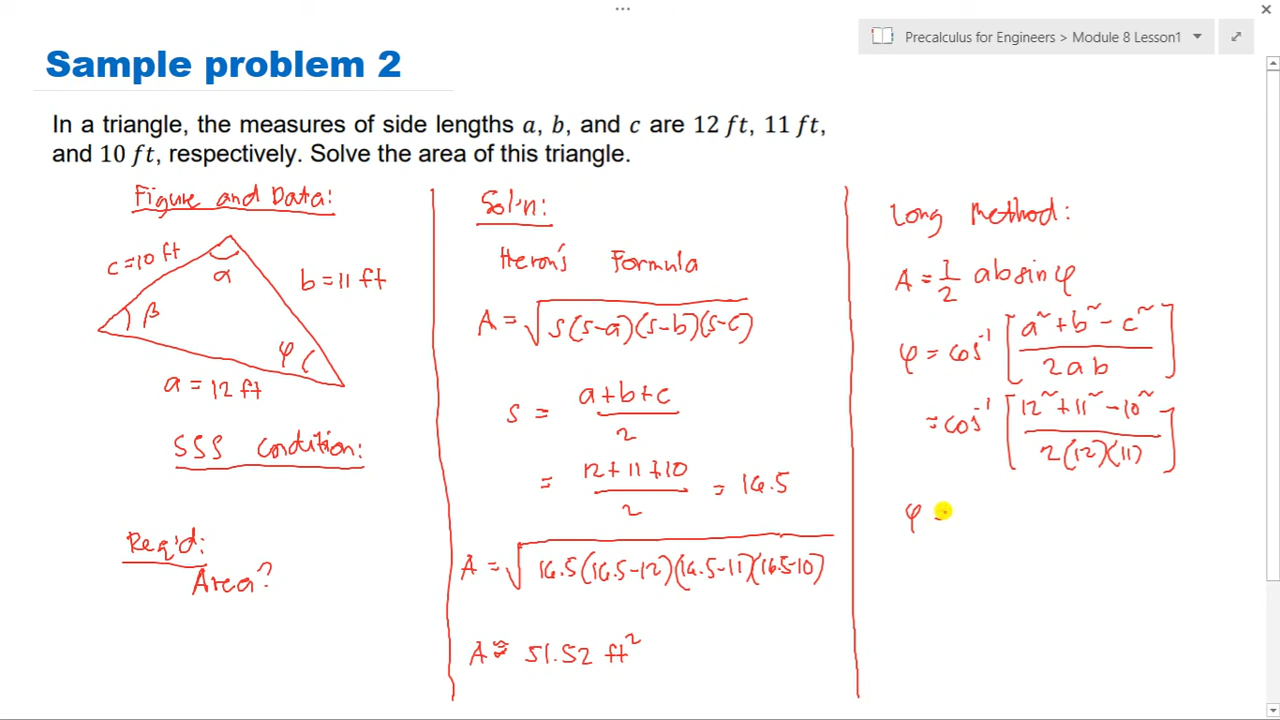 Precalculus for Engineers > Module 8 Lesson1
Sample problem 2
In a triangle, the measures of side lengths a, b, and c are 12 ft, 11 ft,
and 10 ft, respectively. Solve the area of this triangle.
Figure and Data:
c=10 ft
α
b=11 ft
β
φ
a=12 ft
SSS condition:
Req'd:
Area?
Sol'n:
Heron's Formula
A = √s(s-a)(s-b)(s-c)
s = a+b+c / 2
= 12+11+10 / 2 = 16.5
A = √16.5(16.5-12)(16.5-11)(16.5-10)
A ≈ 51.52 ft²
Long Method:
A = 1/2 ab sin φ
φ = cos⁻¹ [a²+b²-c² / 2ab]
= cos⁻¹ [12²+11²-10² / 2(12)(11)]
φ =